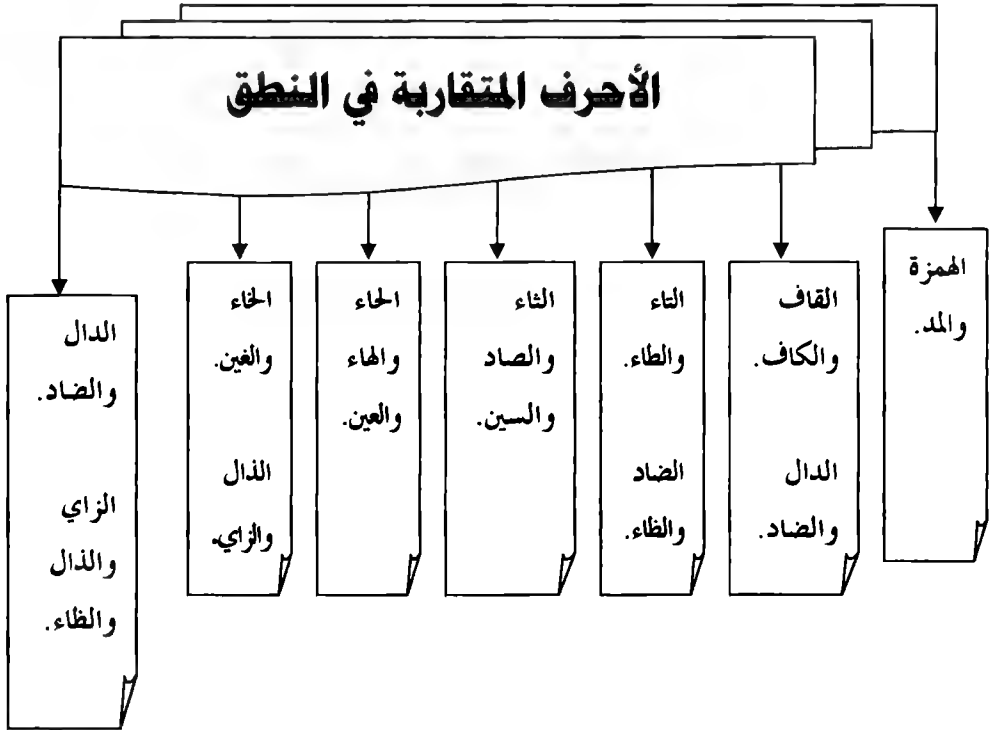 الأحرف المتقاربة في النطق
الهمزة
والمد.
القاف
والكاف.
الدال
والضاد.
التاء
والطاء.
الضاد
والظاء.
الثاء
والصاد
والسين.
الحاء
والهاء
والعين.
الخاء
والغين.
الذال
والزاي.
الدال
والضاد.
الزاي
والذال
والظاء.